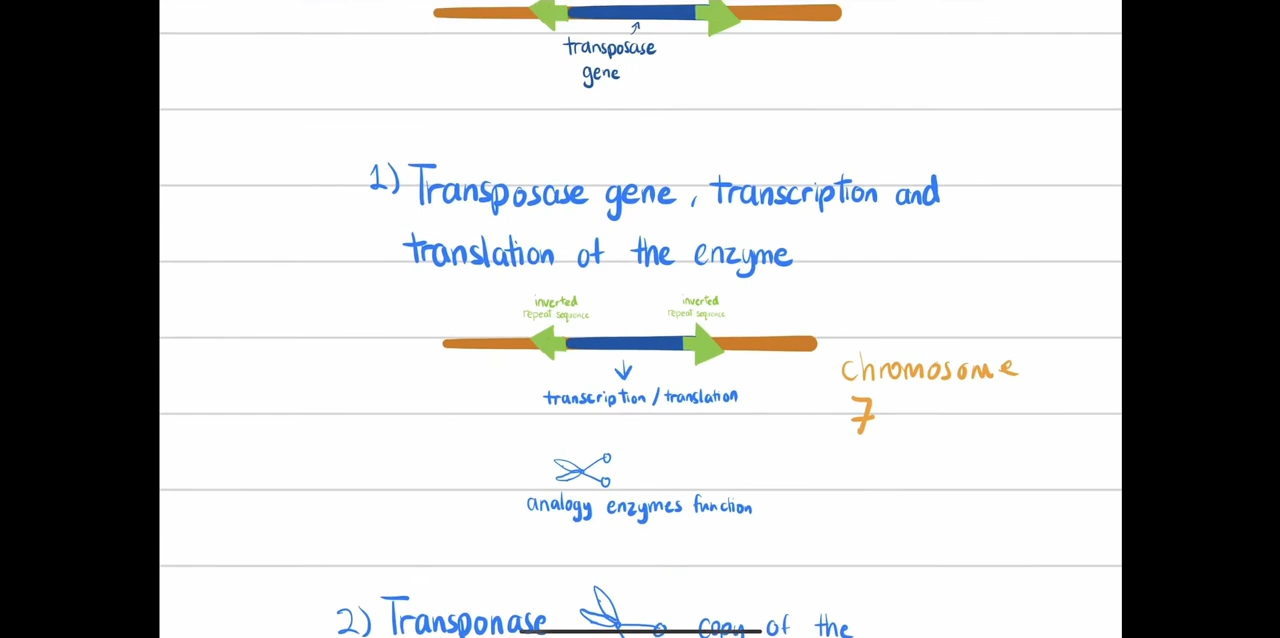 transposase
gene
1) Transposase gene, transcription and
translation of the enzyme
inverted
repeat sequence
inverted
repeat sequence
chromosome
7
transcription / translation
analogy enzymes function
2) Transponase copy of the